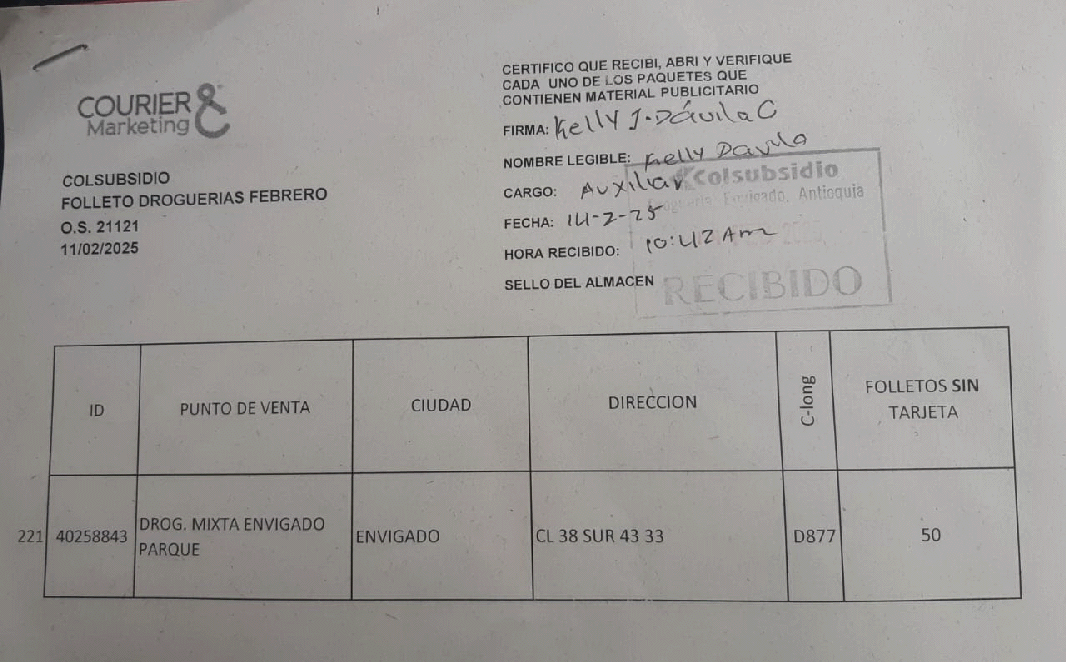 COURIER &
Marketing
COLSUBSIDIO
FOLLETO DROGUERIAS FEBRERO
O.S. 21121
11/02/2025
CERTIFICO QUE RECIBI, ABRI Y VERIFIQUE
CADA UNO DE LOS PAQUETES QUE
CONTIENEN MATERIAL PUBLICITARIO
FIRMA: Kelly J. Dávila C
NOMBRE LEGIBLE: Kelly Davila
CARGO: Auxiliar
FECHA: 14-2-25
HORA RECIBIDO: 10:42 Am
SELLO DEL ALMACEN
Colsubsidio
Envigado, Antioquia
RECIBIDO
ID PUNTO DE VENTA CIUDAD DIRECCION C-long FOLLETOS SIN TARJETA
221 40258843 DROG. MIXTA ENVIGADO PARQUE ENVIGADO CL 38 SUR 43 33 D877 50